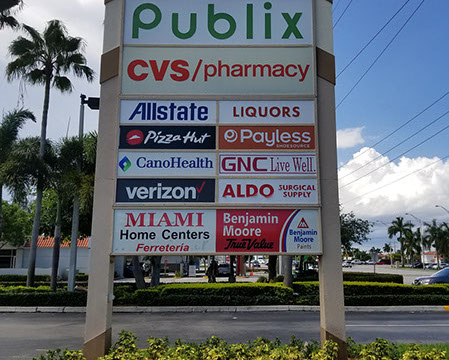 Publix
CVS/pharmacy
Allstate LIQUORS
Pizza Hut Payless
SHOESOURCE
CanoHealth GNC Live Well.
verizon ALDO SURGICAL SUPPLY
MIAMI
Home Centers
Ferreteria
Benjamin
Moore
True Value
Benjamin
Moore
Paints